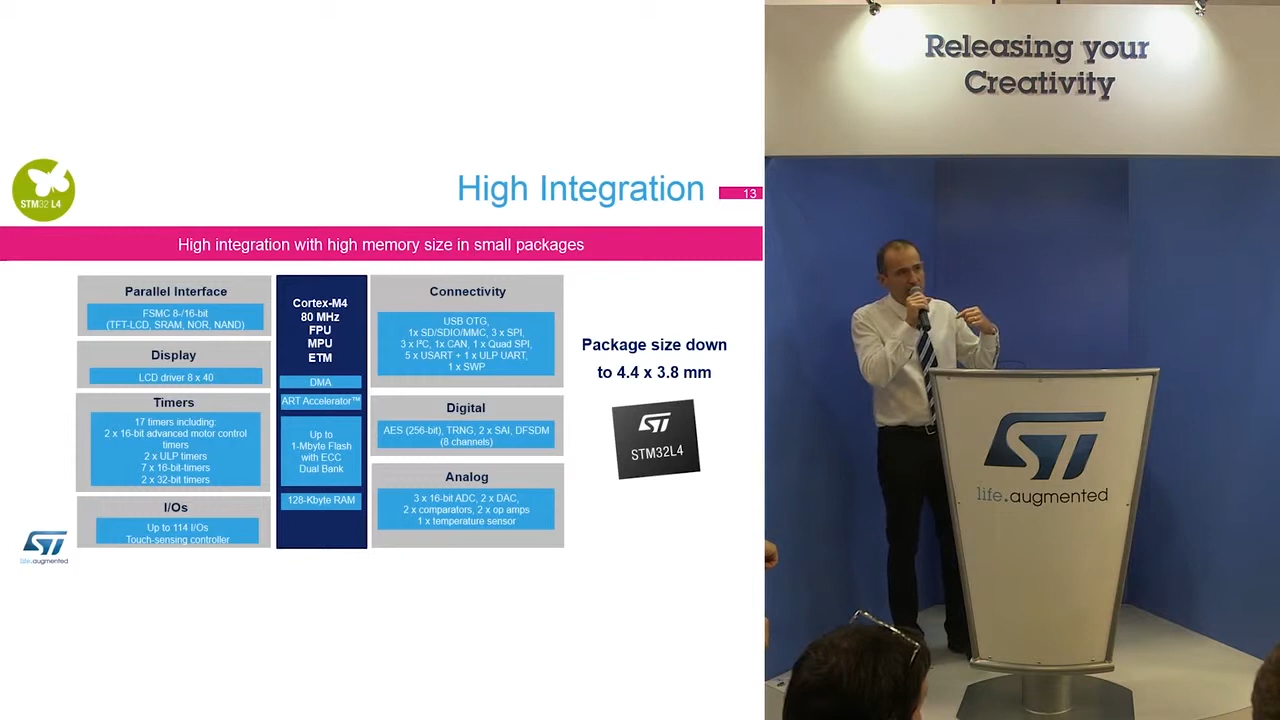 STM32 L4
High Integration
13
High integration with high memory size in small packages
Parallel Interface
FSMC 8-/16-bit
(TFT-LCD, SRAM, NOR, NAND)
Display
LCD driver 8 x 40
Timers
17 timers including:
2 x 16-bit advanced motor control
timers
2 x ULP timers
7 x 16-bit-timers
2 x 32-bit timers
I/Os
Up to 114 I/Os
Touch-sensing controller
Cortex-M4
80 MHz
FPU
MPU
ETM
DMA
ART Accelerator™
Up to
1-Mbyte Flash
with ECC
Dual Bank
128-Kbyte RAM
Connectivity
USB OTG,
1x SD/SDIO/MMC, 3 x SPI,
3 x I²C, 1x CAN, 1 x Quad SPI,
5 x USART + 1 x ULP UART,
1 x SWP
Digital
AES (256-bit), TRNG, 2 x SAI, DFSDM
(8 channels)
Analog
3 x 16-bit ADC, 2 x DAC,
2 x comparators, 2 x op amps
1 x temperature sensor
Package size down
to 4.4 x 3.8 mm
ST
STM32L4
ST
life.augmented
Releasing your
Creativity
ST
life.augmented